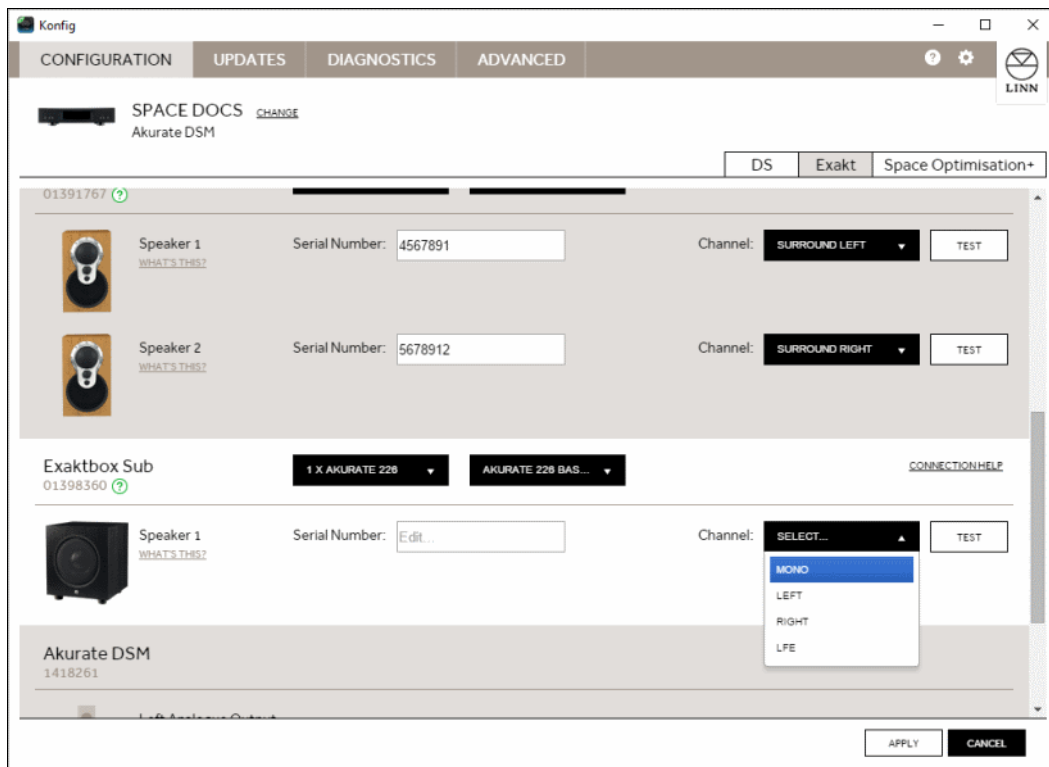 Konfig
CONFIGURATION UPDATES DIAGNOSTICS ADVANCED
LINN
SPACE DOCS CHANGE
Akurate DSM
DS Exakt Space Optimisation+
01391767 ?
Speaker 1 Serial Number: 4567891 Channel: SURROUND LEFT TEST
WHAT'S THIS?
Speaker 2 Serial Number: 5678912 Channel: SURROUND RIGHT TEST
WHAT'S THIS?
Exaktbox Sub 1 X AKURATE 226 AKURATE 226 BAS... CONNECTION HELP
01398360 ?
Speaker 1 Serial Number: Edit... Channel: SELECT... TEST
WHAT'S THIS?
MONO
LEFT
RIGHT
LFE
Akurate DSM
1418261
Left Analogue Output
APPLY CANCEL